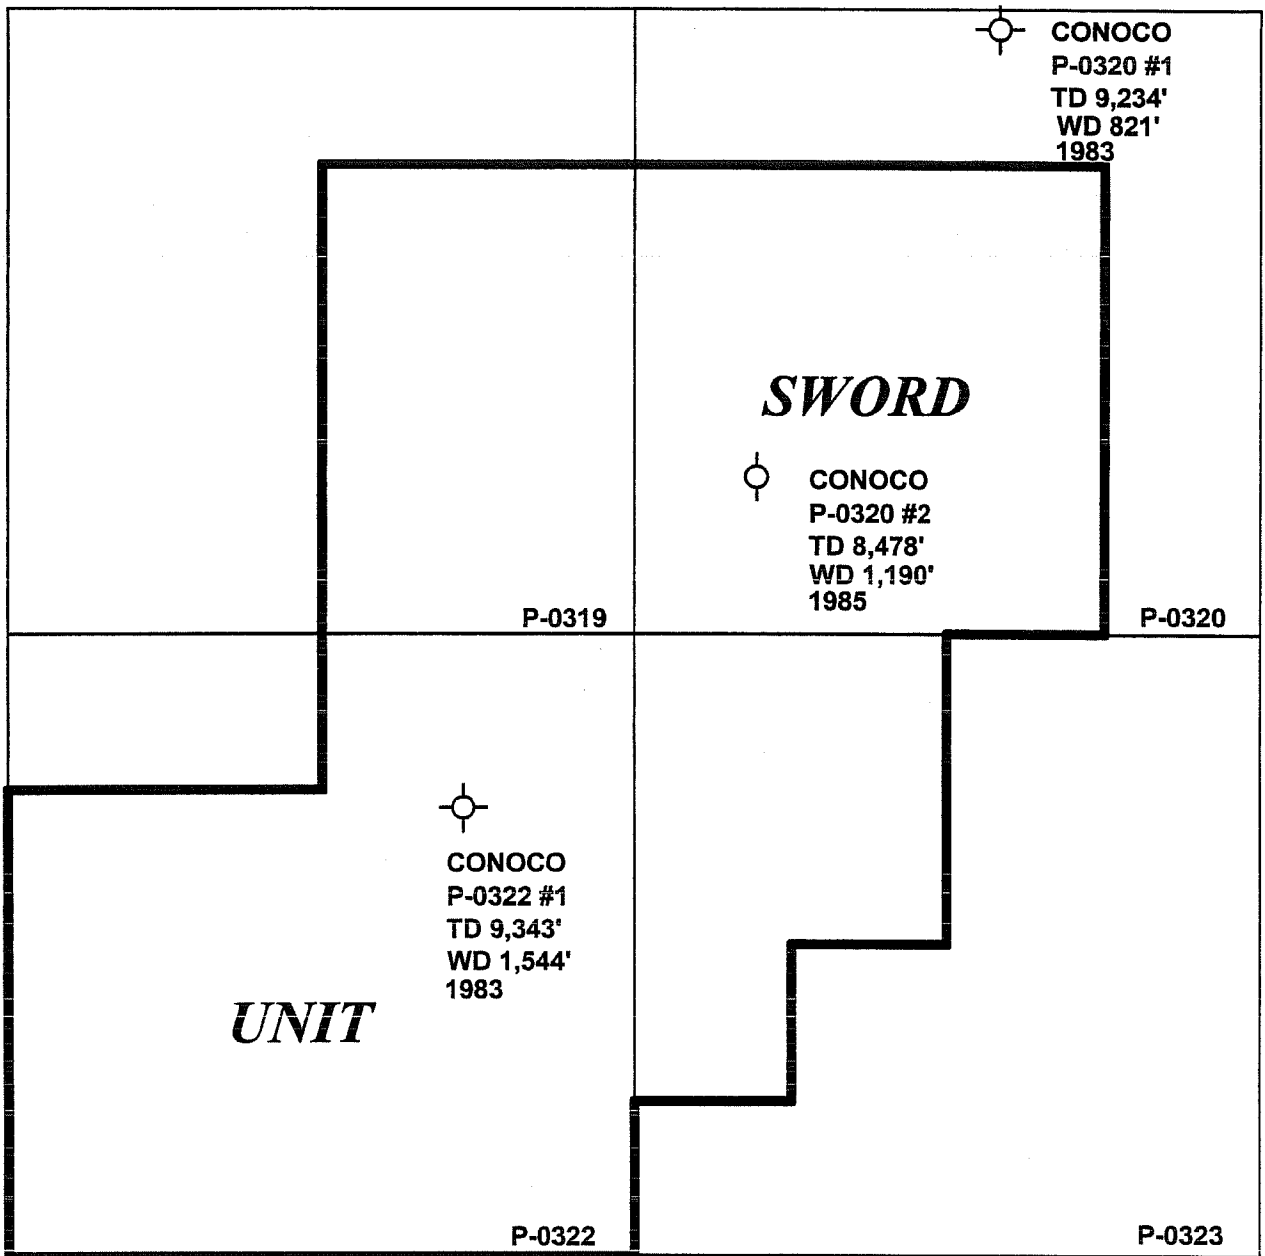 CONOCO
P-0320 #1
TD 9,234'
WD 821'
1983
SWORD
CONOCO
P-0320 #2
TD 8,478'
WD 1,190'
1985
P-0319
P-0320
CONOCO
P-0322 #1
TD 9,343'
WD 1,544'
1983
UNIT
P-0322
P-0323